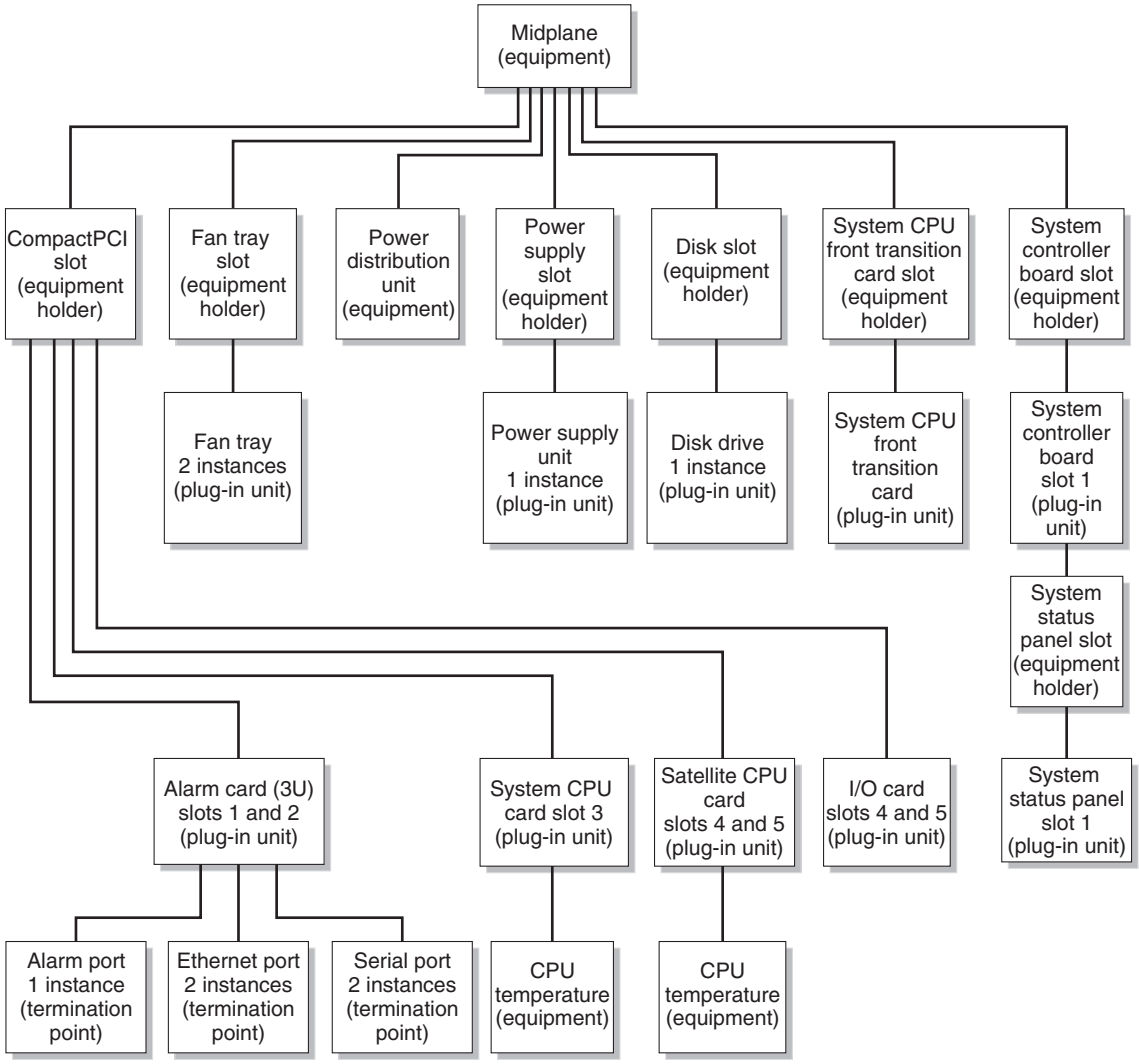 Midplane
(equipment)
CompactPCI
slot
(equipment
holder)
Fan tray
slot
(equipment
holder)
Power
distribution
unit
(equipment)
Power
supply
slot
(equipment
holder)
Disk slot
(equipment
holder)
System CPU
front transition
card slot
(equipment
holder)
System
controller
board slot
(equipment
holder)
Fan tray
2 instances
(plug-in unit)
Power supply
unit
1 instance
(plug-in unit)
Disk drive
1 instance
(plug-in unit)
System CPU
front
transition
card
(plug-in unit)
System
controller
board
slot 1
(plug-in
unit)
System
status
panel slot
(equipment
holder)
Alarm card (3U)
slots 1 and 2
(plug-in unit)
System CPU
card slot 3
(plug-in unit)
Satellite CPU
card
slots 4 and 5
(plug-in unit)
I/O card
slots 4 and 5
(plug-in unit)
System
status panel
slot 1
(plug-in unit)
Alarm port
1 instance
(termination
point)
Ethernet port
2 instances
(termination
point)
Serial port
2 instances
(termination
point)
CPU
temperature
(equipment)
CPU
temperature
(equipment)